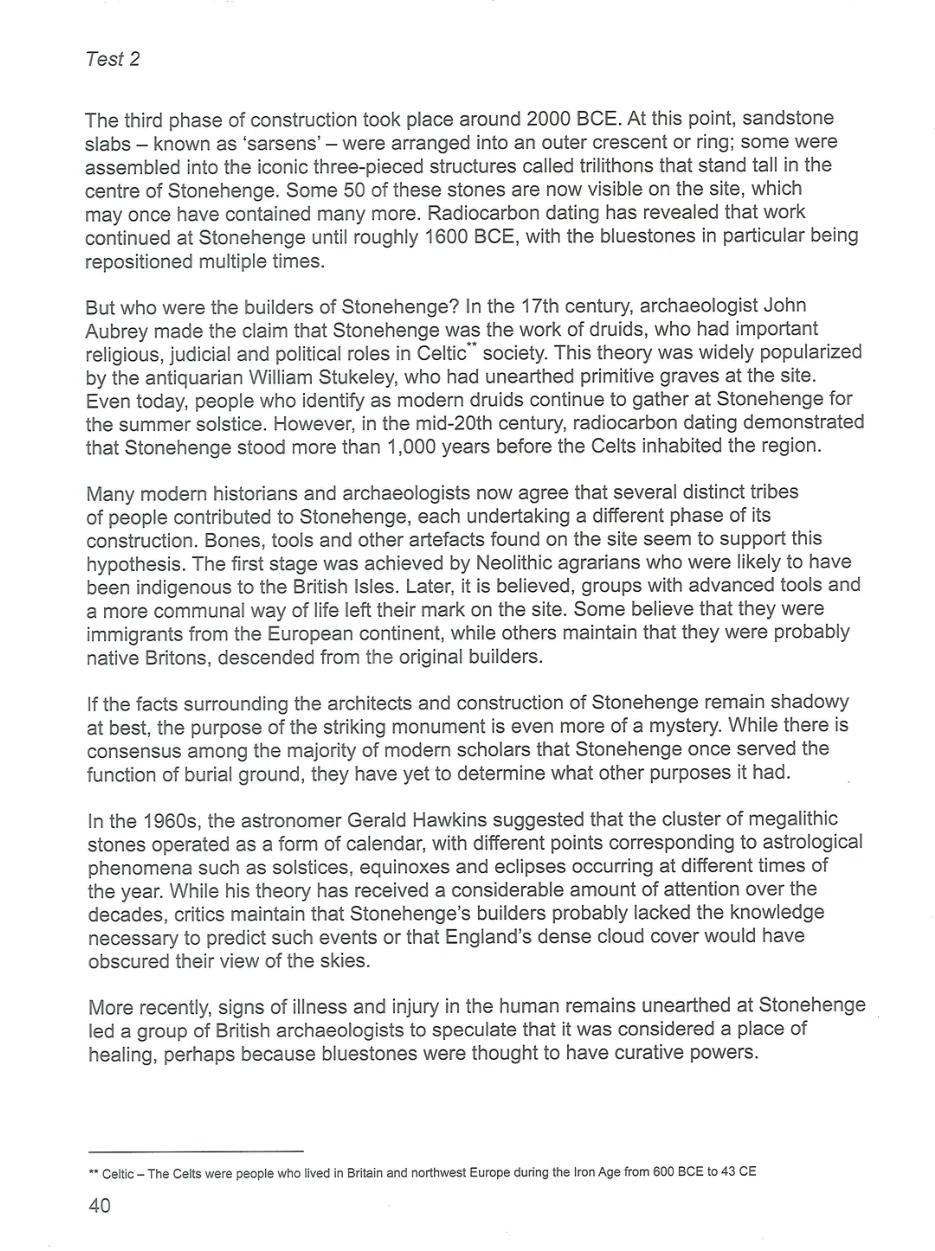 Test 2
The third phase of construction took place around 2000 BCE. At this point, sandstone
slabs – known as ‘sarsens’ – were arranged into an outer crescent or ring; some were
assembled into the iconic three-pieced structures called trilithons that stand tall in the
centre of Stonehenge. Some 50 of these stones are now visible on the site, which
may once have contained many more. Radiocarbon dating has revealed that work
continued at Stonehenge until roughly 1600 BCE, with the bluestones in particular being
repositioned multiple times.
But who were the builders of Stonehenge? In the 17th century, archaeologist John
Aubrey made the claim that Stonehenge was the work of druids, who had important
religious, judicial and political roles in Celtic** society. This theory was widely popularized
by the antiquarian William Stukeley, who had unearthed primitive graves at the site.
Even today, people who identify as modern druids continue to gather at Stonehenge for
the summer solstice. However, in the mid-20th century, radiocarbon dating demonstrated
that Stonehenge stood more than 1,000 years before the Celts inhabited the region.
Many modern historians and archaeologists now agree that several distinct tribes
of people contributed to Stonehenge, each undertaking a different phase of its
construction. Bones, tools and other artefacts found on the site seem to support this
hypothesis. The first stage was achieved by Neolithic agrarians who were likely to have
been indigenous to the British Isles. Later, it is believed, groups with advanced tools and
a more communal way of life left their mark on the site. Some believe that they were
immigrants from the European continent, while others maintain that they were probably
native Britons, descended from the original builders.
If the facts surrounding the architects and construction of Stonehenge remain shadowy
at best, the purpose of the striking monument is even more of a mystery. While there is
consensus among the majority of modern scholars that Stonehenge once served the
function of burial ground, they have yet to determine what other purposes it had.
In the 1960s, the astronomer Gerald Hawkins suggested that the cluster of megalithic
stones operated as a form of calendar, with different points corresponding to astrological
phenomena such as solstices, equinoxes and eclipses occurring at different times of
the year. While his theory has received a considerable amount of attention over the
decades, critics maintain that Stonehenge’s builders probably lacked the knowledge
necessary to predict such events or that England’s dense cloud cover would have
obscured their view of the skies.
More recently, signs of illness and injury in the human remains unearthed at Stonehenge
led a group of British archaeologists to speculate that it was considered a place of
healing, perhaps because bluestones were thought to have curative powers.
** Celtic – The Celts were people who lived in Britain and northwest Europe during the Iron Age from 600 BCE to 43 CE
40